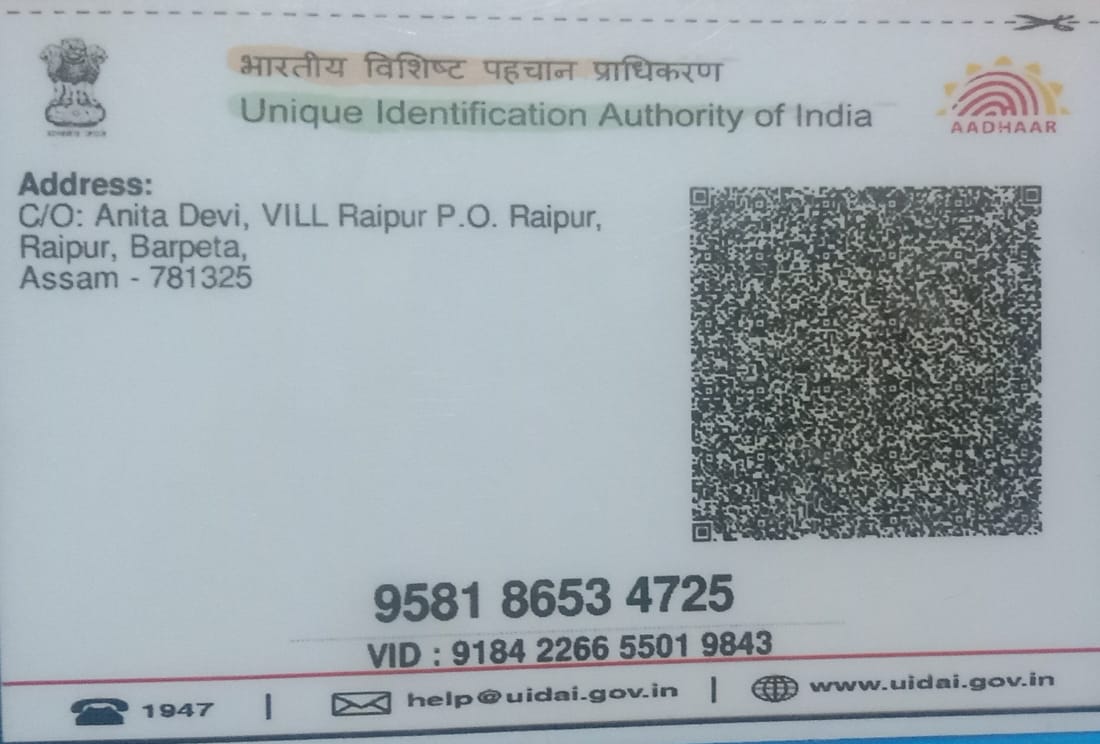 भारतीय विशिष्ट पहचान प्राधिकरण
Unique Identification Authority of India
AADHAAR
Address:
C/O: Anita Devi, VILL Raipur P.O. Raipur,
Raipur, Barpeta,
Assam - 781325
9581 8653 4725
VID : 9184 2266 5501 9843
1947 | help@uidai.gov.in | www.uidai.gov.in